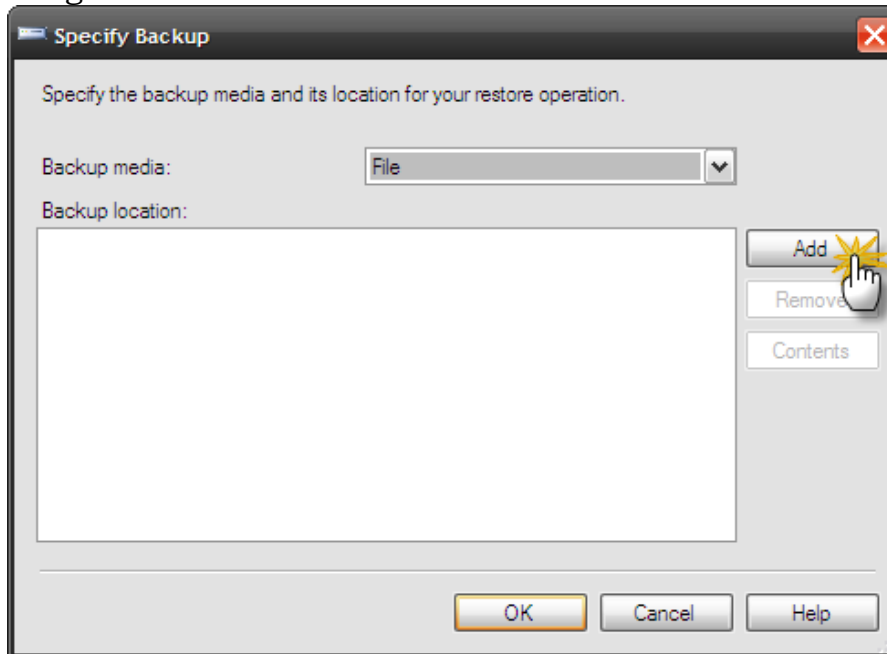 Specify Backup
Specify the backup media and its location for your restore operation.
Backup media:
File
Backup location:
Add
Remove
Contents
OK
Cancel
Help